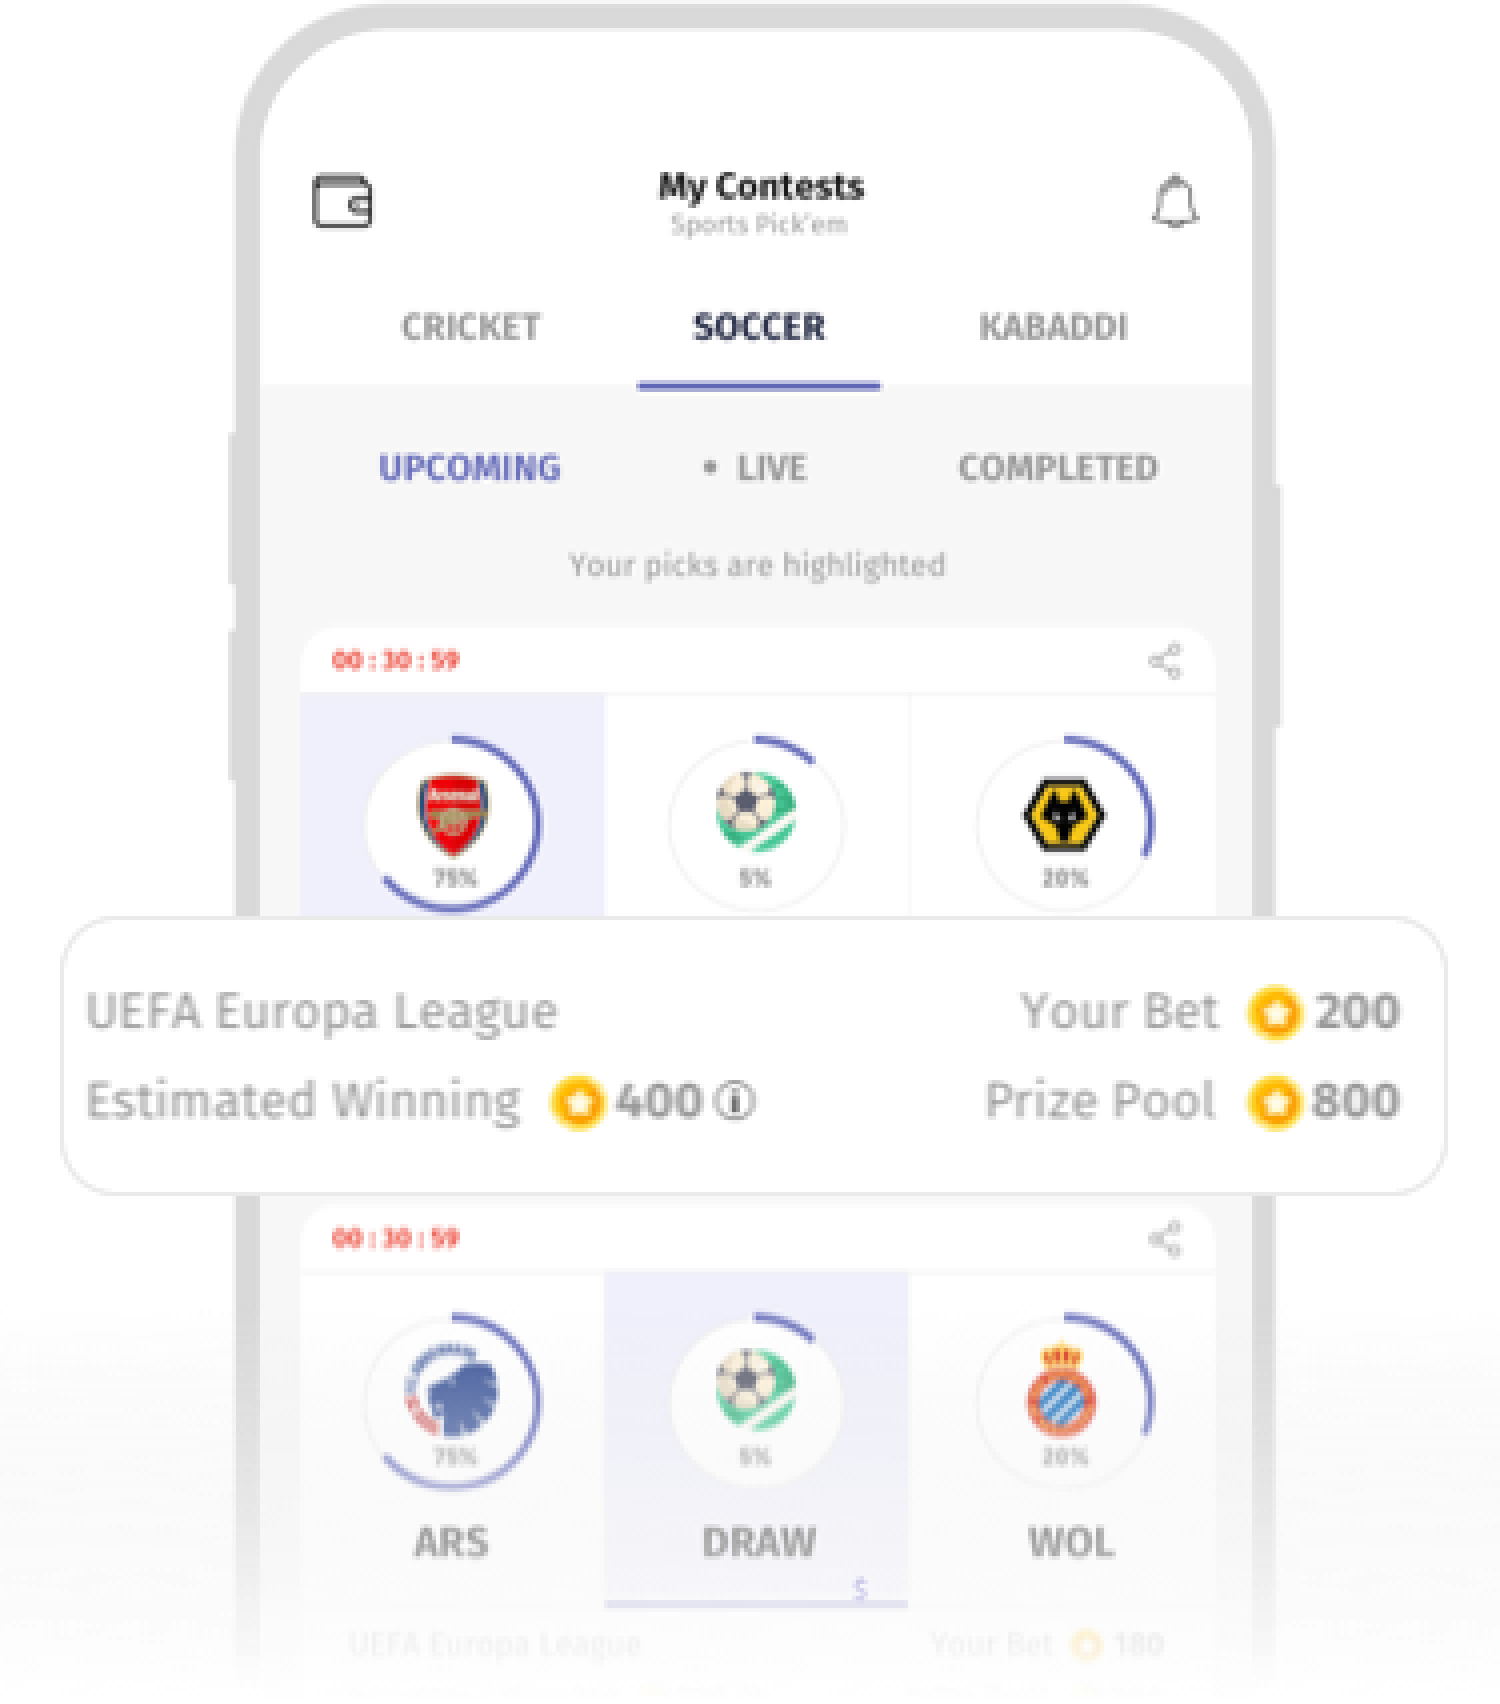 My Contests
Sports Pick'em
CRICKET SOCCER KABADDI
UPCOMING • LIVE COMPLETED
Your picks are highlighted
00 : 30 : 59
Arsenal
75% 5% 20%
UEFA Europa League Your Bet 200
Estimated Winning 400 Prize Pool 800
00 : 30 : 59
75% 5% 20%
ARS DRAW WOL
S
UEFA Europa League Your Bet 180